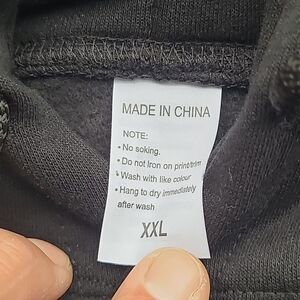 MADE IN CHINA
NOTE:
• No soking,
• Do not Iron on print/trim
• Wash with like colour
• Hang to dry immediately
after wash
XXL